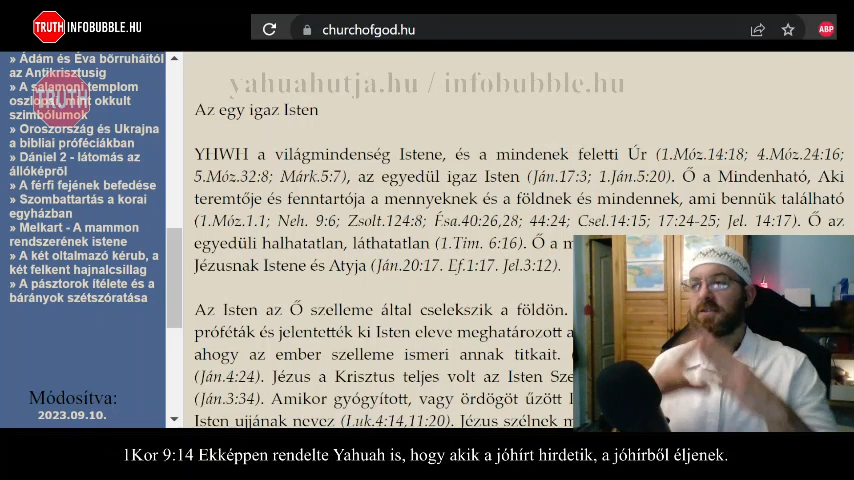 TRUTH INFOBUBBLE.HU
churchofgod.hu
ABP
» Ádám és Éva bőrruháitól
az Antikrisztusig
» A salamoni templom
oszlopai, mint okkult
szimbólumok
» Oroszország és Ukrajna
a bibliai próféciákban
» Dániel 2 - látomás az
állóképről
» A férfi fejének befedése
» Szombattartás a korai
egyházban
» Melkart - A mammon
rendszerének istene
» A két oltalmazó kérub, a
két felkent hajnalcsillag
» A pásztorok ítélete és a
bárányok szétszóratása
Módosítva:
2023.09.10.
TRUTH
yahuahutja.hu / infobubble.hu
Az egy igaz Isten
YHWH a világmindenség Istene, és a mindenek feletti Úr (1.Móz.14:18; 4.Móz.24:16;
5.Móz.32:8; Márk.5:7), az egyedül igaz Isten (Ján.17:3; 1.Ján.5:20). Ő a Mindenható, Aki
teremtője és fenntartója a mennyeknek és a földnek és mindennek, ami bennük található
(1.Móz.1.1; Neh. 9:6; Zsolt.124:8; Ésa.40:26,28; 44:24; Csel.14:15; 17:24-25; Jel. 14:17). Ő az
egyedüli halhatatlan, láthatatlan (1.Tim. 6:16). Ő a
Jézusnak Istene és Atyja (Ján.20:17. Ef.1:17. Jel.3:12).
Az Isten az Ő szelleme által cselekszik a földön.
próféták és jelentették ki Isten eleve meghatározott
ahogy az ember szelleme ismeri annak titkait. (
(Ján.4:24). Jézus a Krisztus teljes volt az Isten
(Ján.3:34). Amikor gyógyított, vagy ördögöt űzött
Isten ujjának nevez (Luk.4:14,11:20). Jézus szélnek
1Kor 9:14 Ekképpen rendelte Yahuah is, hogy akik a jóhírt hirdetik, a jóhírből éljenek.